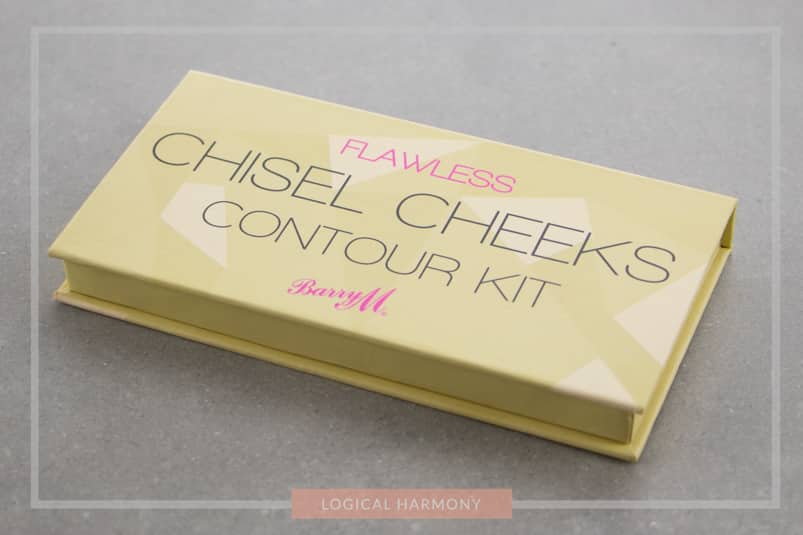 FLAWLESS
CHISEL CHEEKS
CONTOUR KIT
Barry M®
LOGICAL HARMONY